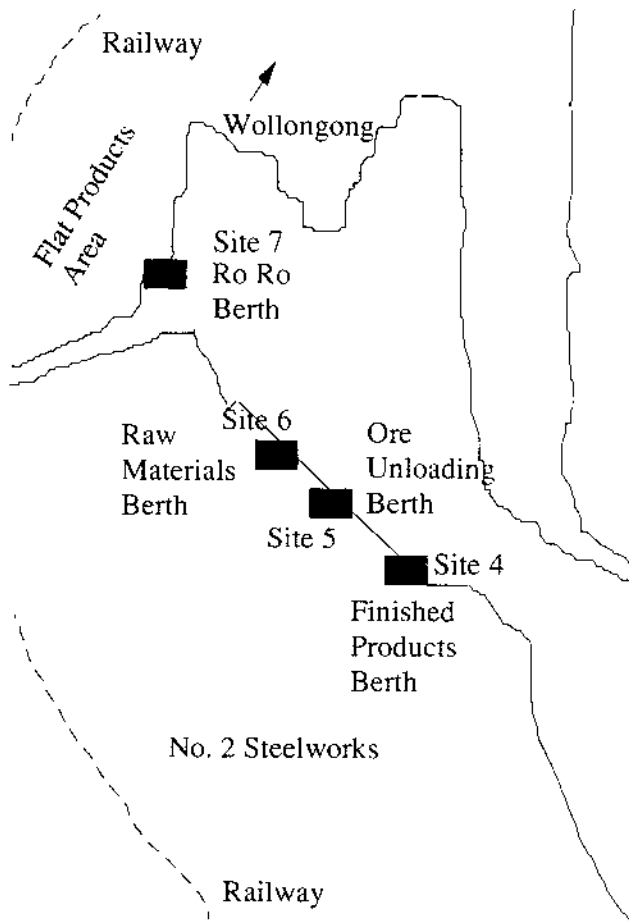 Railway
Wollongong
Flat Products
Area
Site 7
Ro Ro
Berth
Site 6
Raw
Materials
Berth
Ore
Unloading
Berth
Site 5
Site 4
Finished
Products
Berth
No. 2 Steelworks
Railway